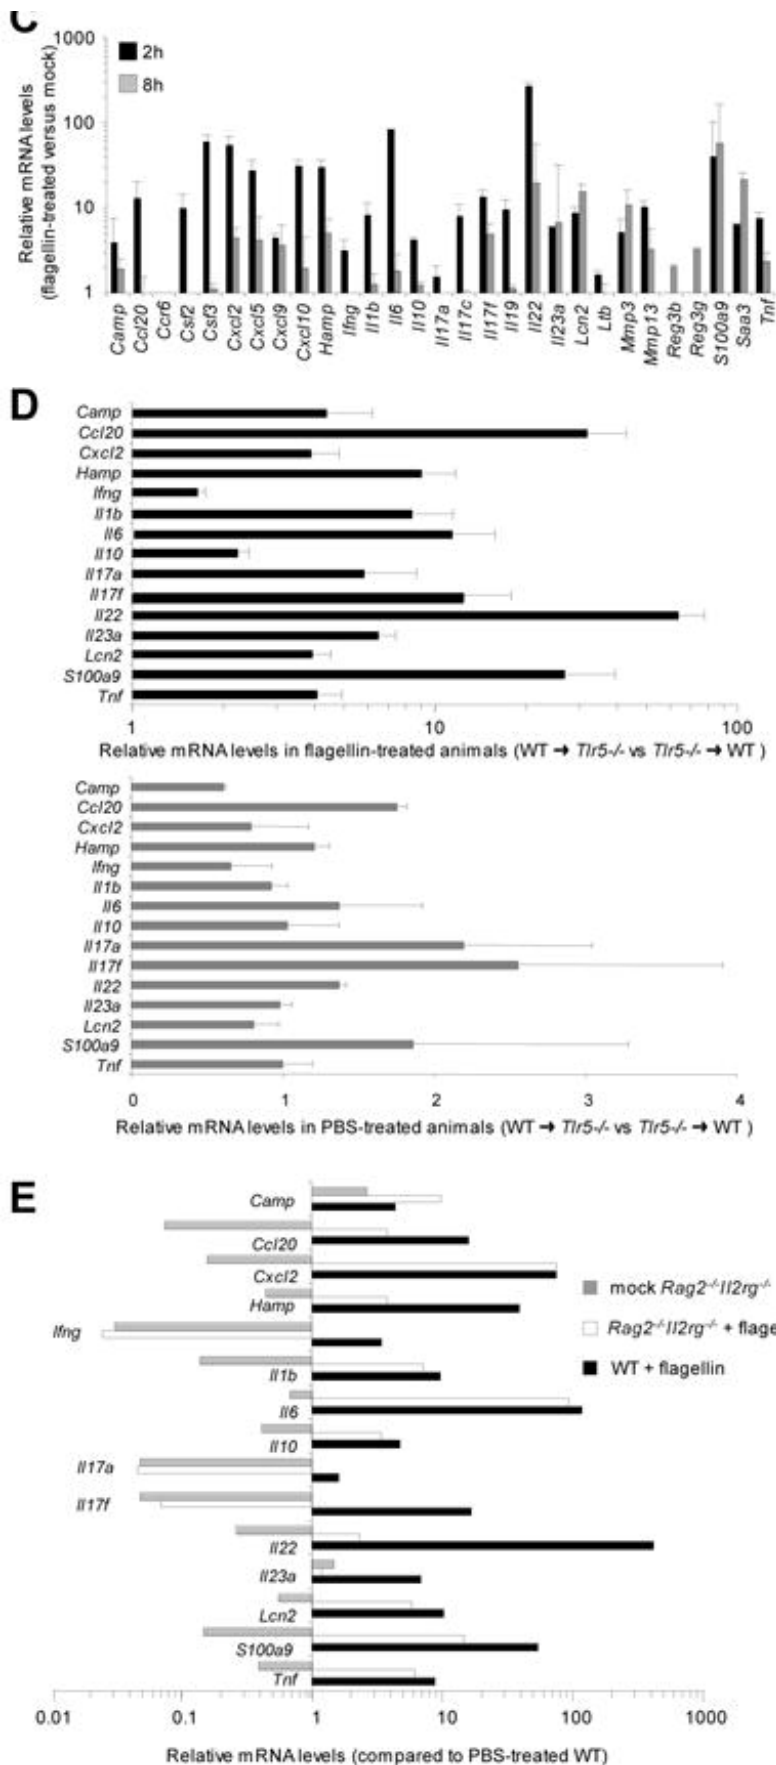 C
Relative mRNA levels
(flagellin-treated versus mock)
1000
100
10
1
2h
8h
Camp Ccl20 Ccr6 Csf2 Csf3 Cxcl2 Cxcl5 Cxcl9 Cxcl10 Hamp Ifng Il1b Il6 Il10 Il17a Il17c Il17f Il19 Il22 Il23a Lcn2 Ltb Mmp3 Mmp13 Reg3b Reg3g S100a9 Saa3 Tnf
D
Camp
Ccl20
Cxcl2
Hamp
Ifng
Il1b
Il6
Il10
Il17a
Il17f
Il22
Il23a
Lcn2
S100a9
Tnf
1 10 100
Relative mRNA levels in flagellin-treated animals (WT ➔ Tlr5-/- vs Tlr5-/- ➔ WT )
Camp
Ccl20
Cxcl2
Hamp
Ifng
Il1b
Il6
Il10
Il17a
Il17f
Il22
Il23a
Lcn2
S100a9
Tnf
0 1 2 3 4
Relative mRNA levels in PBS-treated animals (WT ➔ Tlr5-/- vs Tlr5-/- ➔ WT )
E
Camp
Ccl20
Cxcl2
Hamp
Ifng
Il1b
Il6
Il10
Il17a
Il17f
Il22
Il23a
Lcn2
S100a9
Tnf
mock Rag2-/-Il2rg-/-
Rag2-/-Il2rg-/- + flage
WT + flagellin
0.01 0.1 1 10 100 1000
Relative mRNA levels (compared to PBS-treated WT)